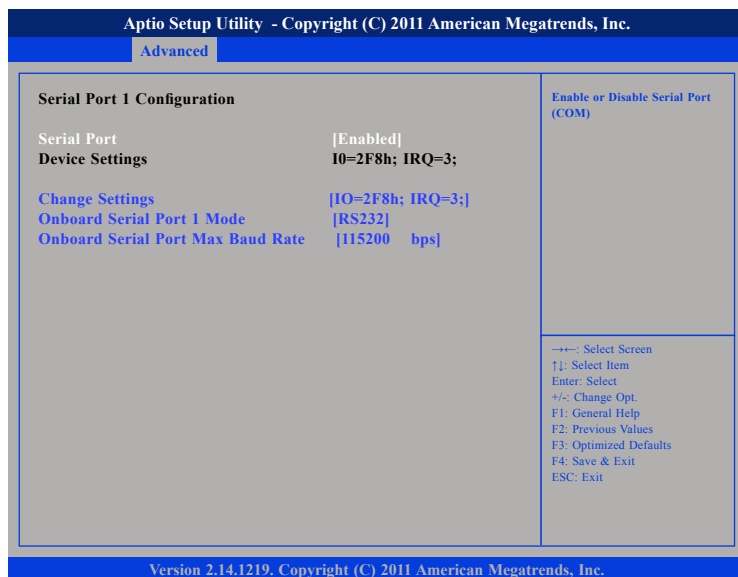 Aptio Setup Utility - Copyright (C) 2011 American Megatrends, Inc.
Advanced
Serial Port 1 Configuration
Serial Port [Enabled]
Device Settings I0=2F8h; IRQ=3;
Change Settings [IO=2F8h; IRQ=3;]
Onboard Serial Port 1 Mode [RS232]
Onboard Serial Port Max Baud Rate [115200 bps]
Enable or Disable Serial Port
(COM)
→←: Select Screen
↑↓: Select Item
Enter: Select
+/-: Change Opt.
F1: General Help
F2: Previous Values
F3: Optimized Defaults
F4: Save & Exit
ESC: Exit
Version 2.14.1219. Copyright (C) 2011 American Megatrends, Inc.